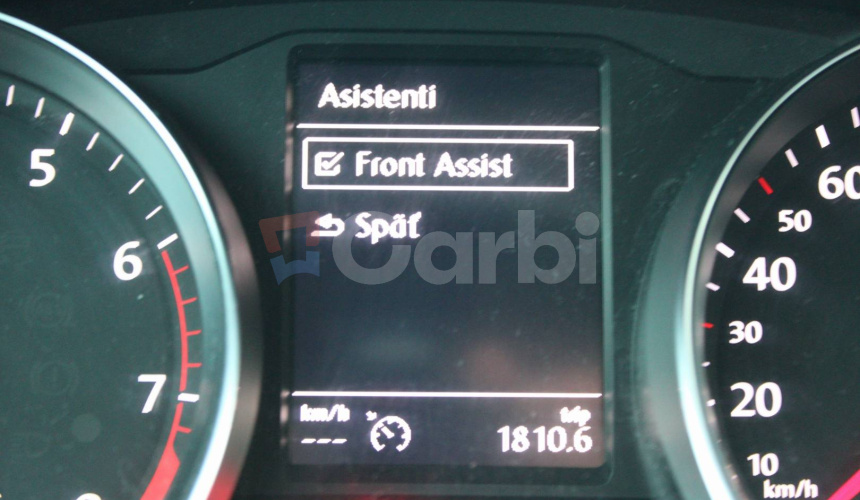 Asistenti
Front Assist
Späť
Carbi
km/h
trip
---
1810.6
5
6
7
60
50
40
30
20
10
km/h